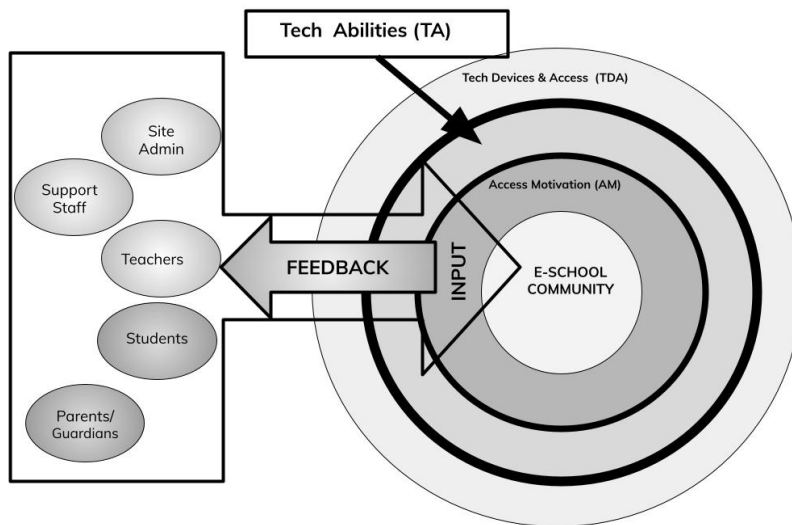 Tech Abilities (TA)
Tech Devices & Access (TDA)
Site
Admin
Support
Staff
Access Motivation (AM)
Teachers
FEEDBACK
INPUT
E-SCHOOL
COMMUNITY
Students
Parents/
Guardians